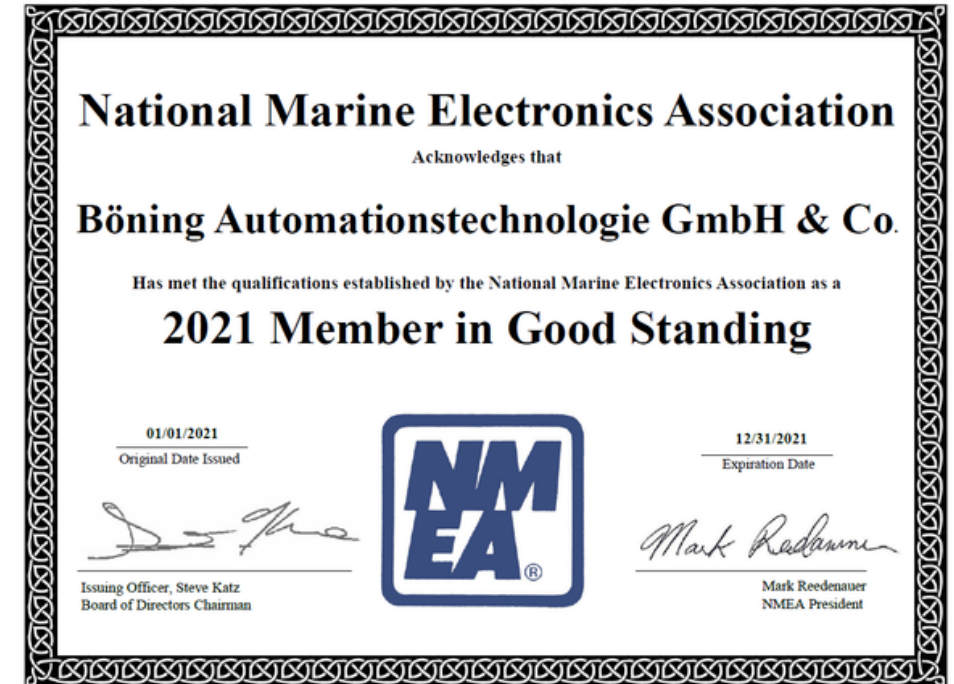 National Marine Electronics Association
Acknowledges that
Böning Automationstechnologie GmbH & Co.
Has met the qualifications established by the National Marine Electronics Association as a
2021 Member in Good Standing
01/01/2021
Original Date Issued
12/31/2021
Expiration Date
NM
EA®
Issuing Officer, Steve Katz
Board of Directors Chairman
Mark Reedenauer
Mark Reedenauer
NMEA President